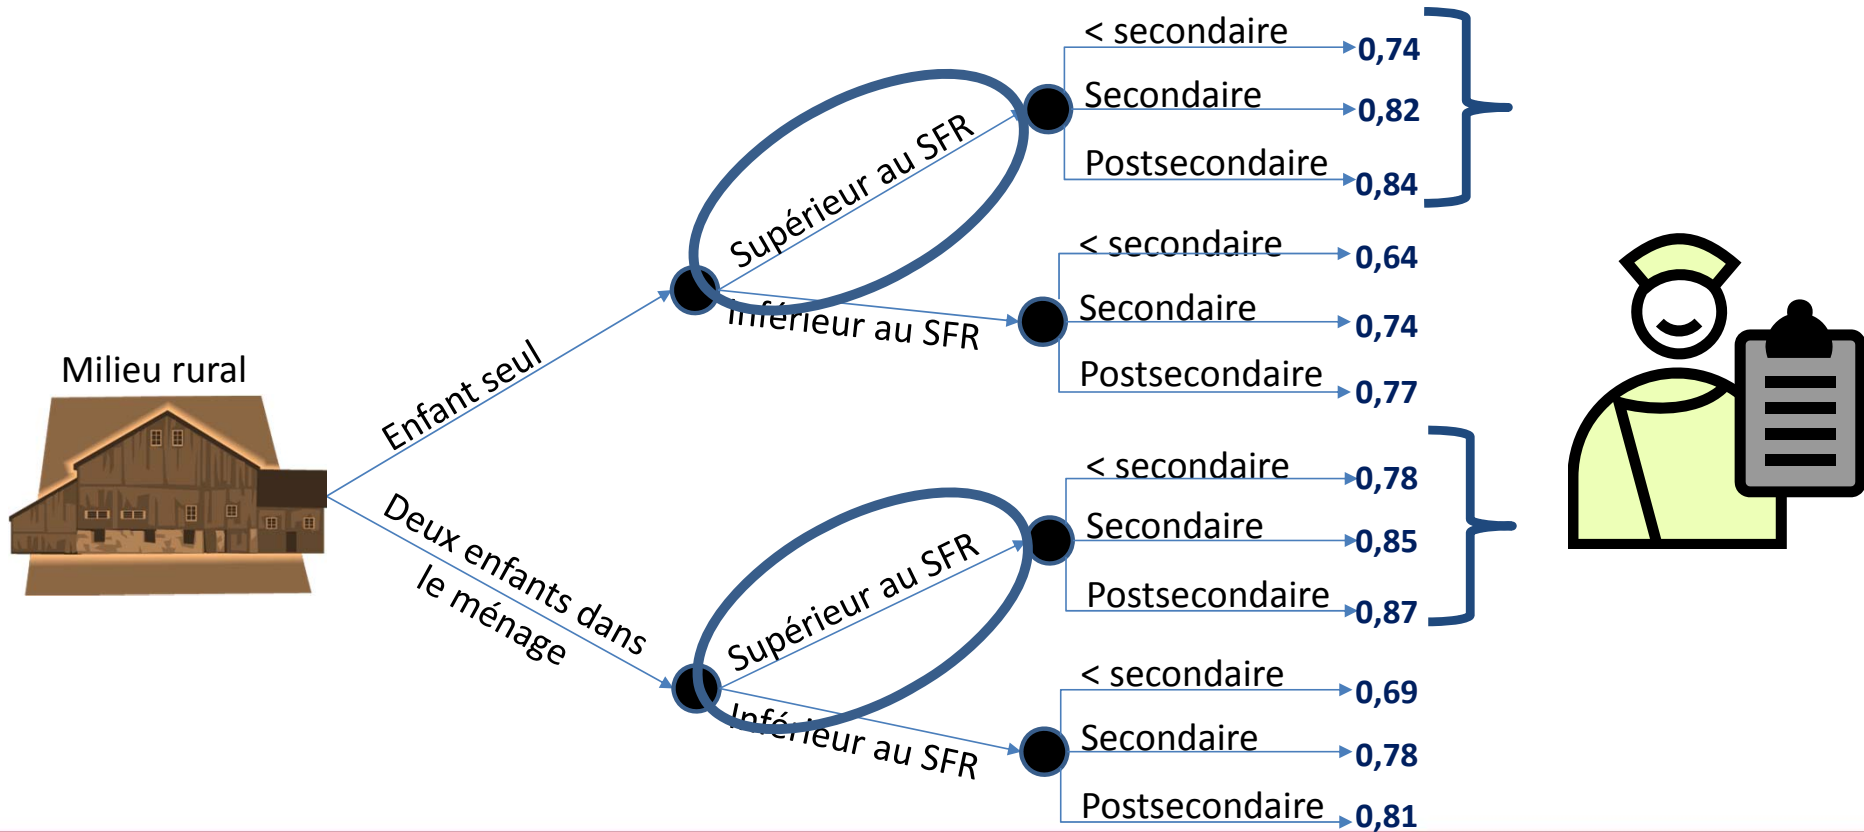 Milieu rural
Enfant seul
Supérieur au SFR
< secondaire
0,74
Secondaire
0,82
Postsecondaire
0,84
Inférieur au SFR
< secondaire
0,64
Secondaire
0,74
Postsecondaire
0,77
Deux enfants dans
le ménage
Supérieur au SFR
< secondaire
0,78
Secondaire
0,85
Postsecondaire
0,87
Inférieur au SFR
< secondaire
0,69
Secondaire
0,78
Postsecondaire
0,81